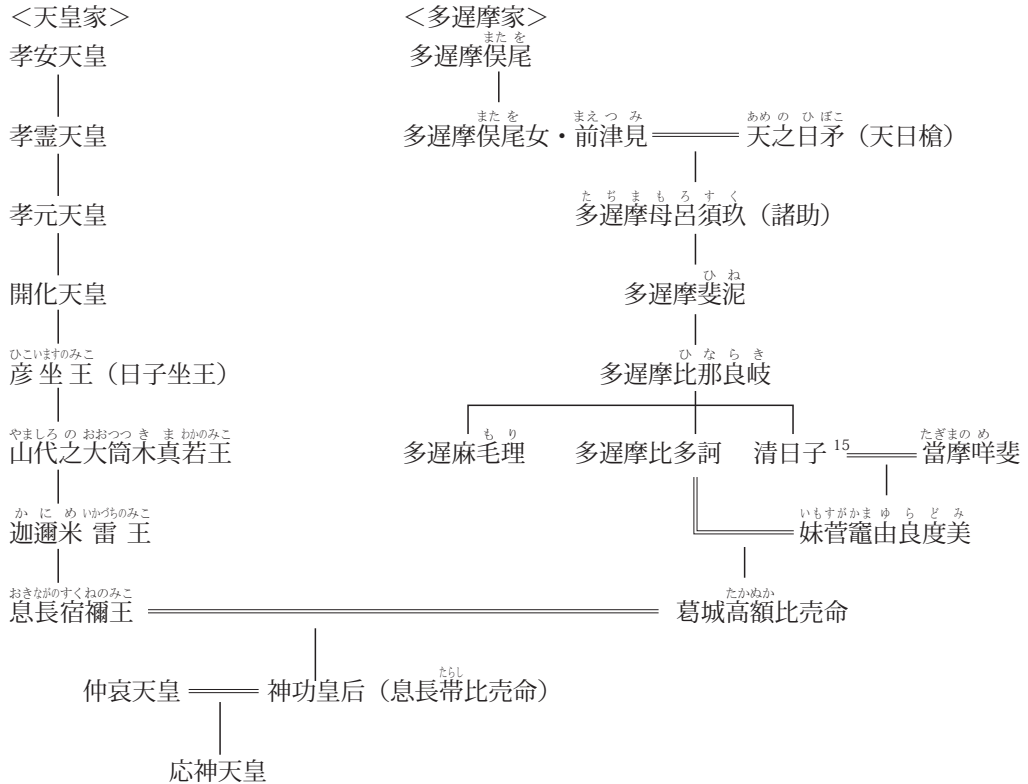 ＜天皇家＞ ＜多遅摩家＞
またを
孝安天皇 多遅摩俣尾
またを まえつみ あめのひぼこ
孝霊天皇 多遅摩俣尾女・前津見 天之日矛（天日槍）
たぢまもろすく
孝元天皇 多遅摩母呂須玖（諸助）
ひね
開化天皇 多遅摩斐泥
ひこいますのみこ ひならき
彦坐王（日子坐王） 多遅摩比那良岐
やましろのおおつつきまわかのみこ もり たぎまのめ
山代之大筒木真若王 多遅麻毛理 多遅摩比多訶 清日子15 當摩咩斐
かにめいかづちのみこ いもすがかまゆらどみ
迦邇米雷王 妹菅竈由良度美
おきながのすくねのみこ たかぬか
息長宿禰王 葛城高額比売命
たらし
仲哀天皇 神功皇后（息長帯比売命）
応神天皇